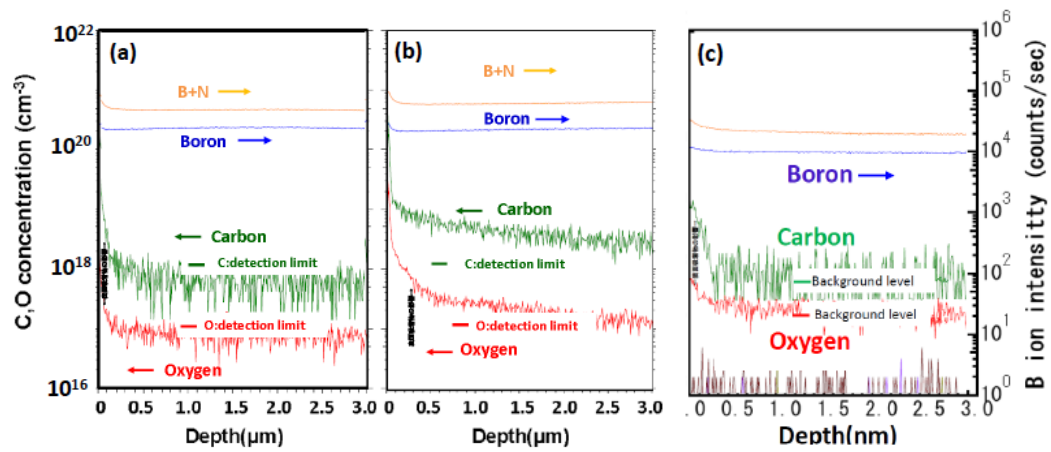 C,O concentration (cm⁻³)
10²²
10²⁰
10¹⁸
10¹⁶
(a)
B+N
Boron
Carbon
C:detection limit
O:detection limit
Oxygen
0 0.5 1.0 1.5 2.0 2.5 3.0
Depth(µm)
(b)
B+N
Boron
Carbon
C:detection limit
O:detection limit
Oxygen
0 0.5 1.0 1.5 2.0 2.5 3.0
Depth(µm)
(c)
Boron
Carbon
Background level
Background level
Oxygen
.0 0.5 1.0 1.5 2.0 2.5 3.0
Depth(nm)
10⁶
10⁵
10⁴
10³
10²
10¹
10⁰
B ion intensity (counts/sec)